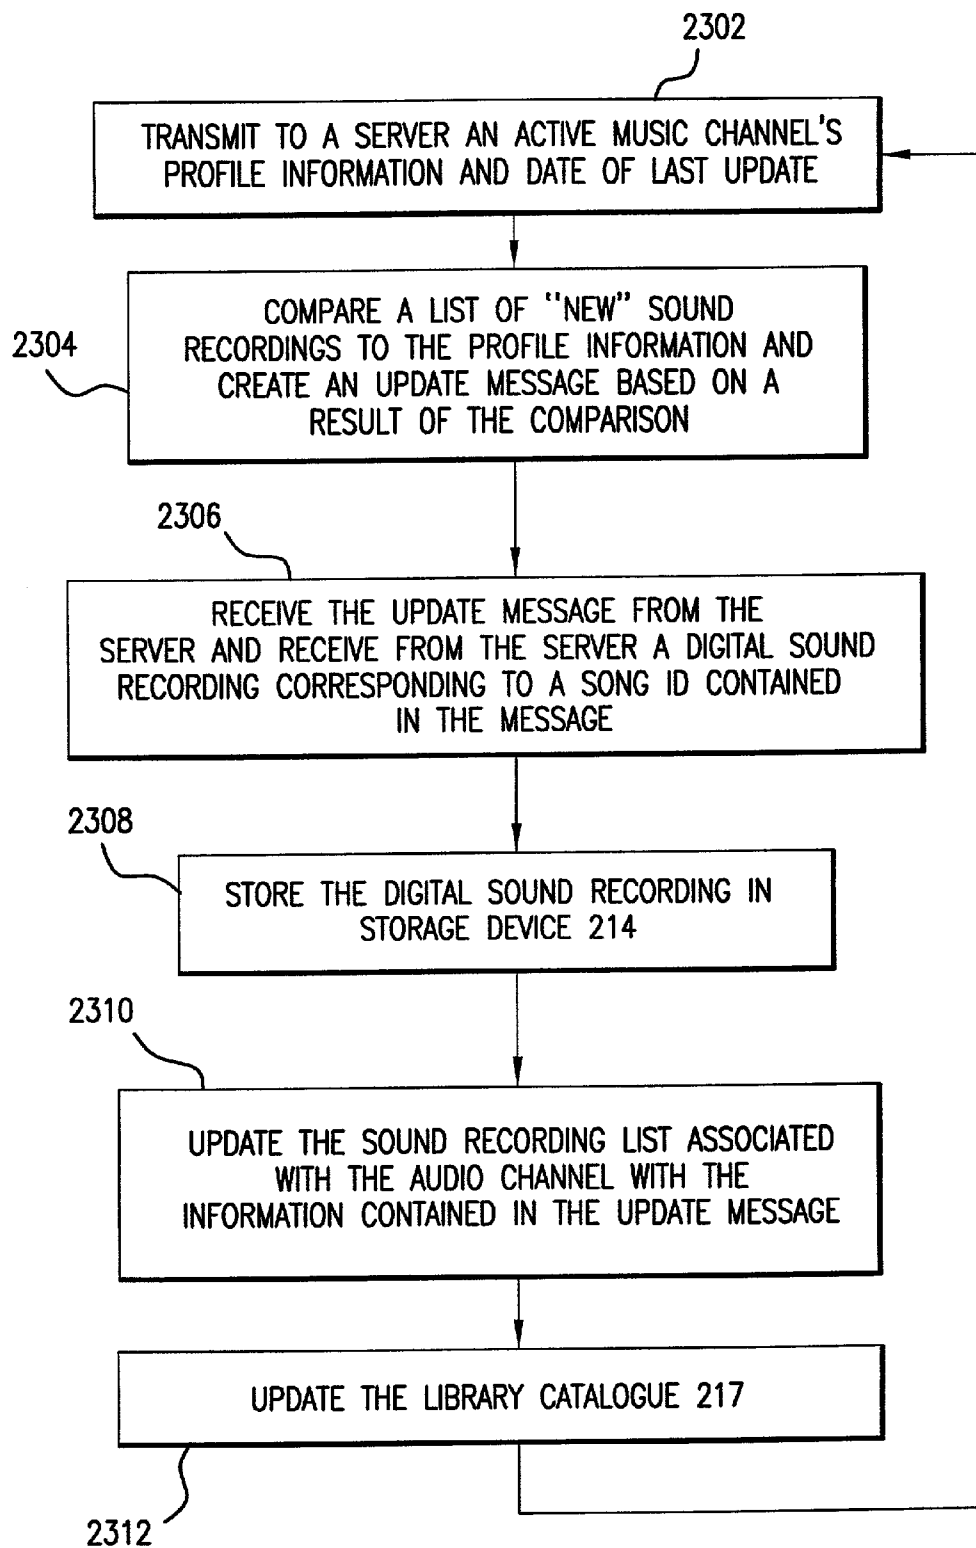 2302
TRANSMIT TO A SERVER AN ACTIVE MUSIC CHANNEL'S
PROFILE INFORMATION AND DATE OF LAST UPDATE
2304
COMPARE A LIST OF "NEW" SOUND
RECORDINGS TO THE PROFILE INFORMATION AND
CREATE AN UPDATE MESSAGE BASED ON A
RESULT OF THE COMPARISON
2306
RECEIVE THE UPDATE MESSAGE FROM THE
SERVER AND RECEIVE FROM THE SERVER A DIGITAL SOUND
RECORDING CORRESPONDING TO A SONG ID CONTAINED
IN THE MESSAGE
2308
STORE THE DIGITAL SOUND RECORDING IN
STORAGE DEVICE 214
2310
UPDATE THE SOUND RECORDING LIST ASSOCIATED
WITH THE AUDIO CHANNEL WITH THE
INFORMATION CONTAINED IN THE UPDATE MESSAGE
UPDATE THE LIBRARY CATALOGUE 217
2312